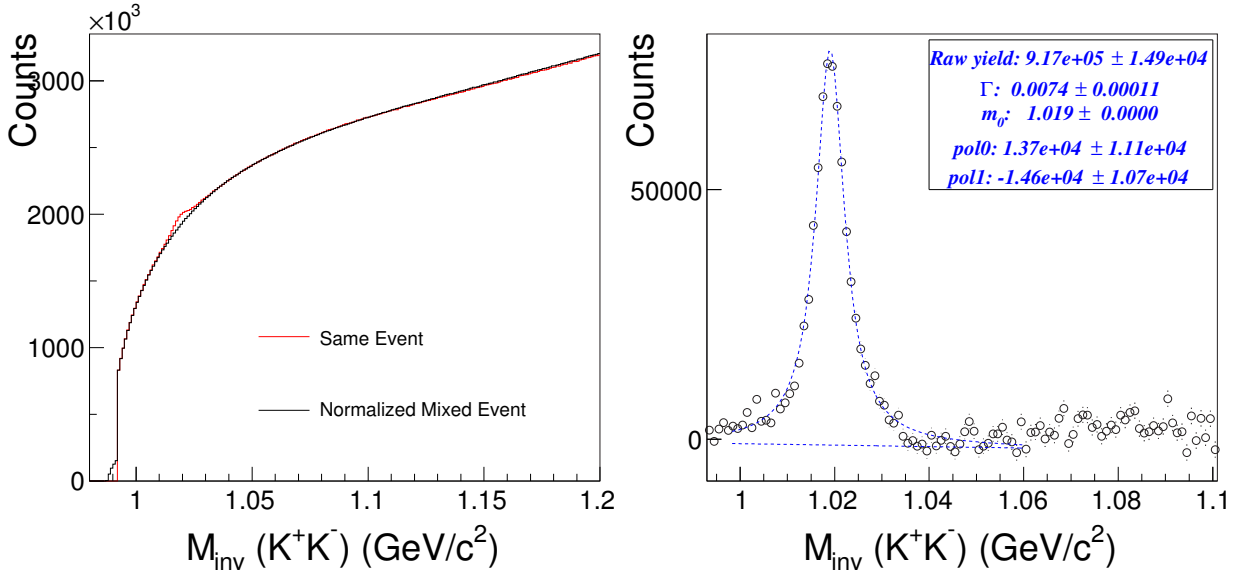 ×10³
Counts
3000
2000
1000
0
Same Event
Normalized Mixed Event
1
1.05
1.1
1.15
1.2
M_inv (K⁺K⁻) (GeV/c²)
Counts
50000
0
Raw yield: 9.17e+05 ± 1.49e+04
Γ: 0.0074 ± 0.00011
m₀: 1.019 ± 0.0000
pol0: 1.37e+04 ± 1.11e+04
pol1: -1.46e+04 ± 1.07e+04
1
1.02
1.04
1.06
1.08
1.1
M_inv (K⁺K⁻) (GeV/c²)